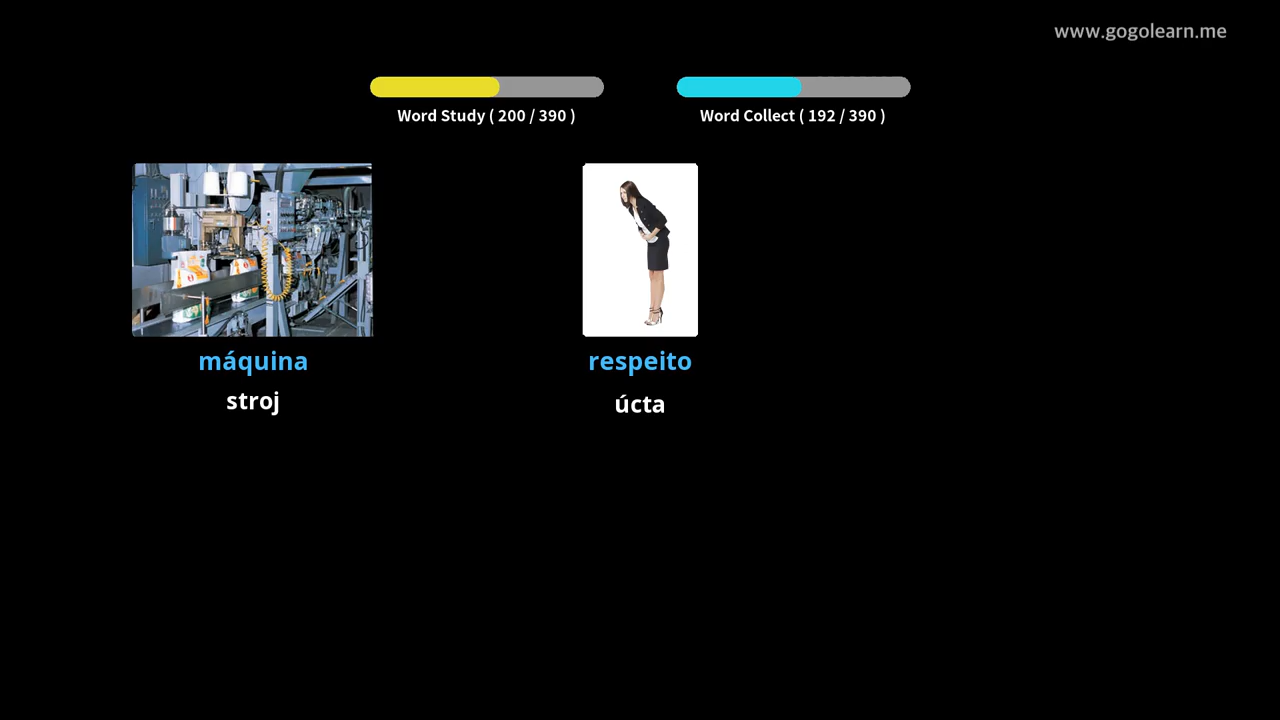 www.gogolearn.me
Word Study ( 200 / 390 )
Word Collect ( 192 / 390 )
máquina
stroj
respeito
úcta